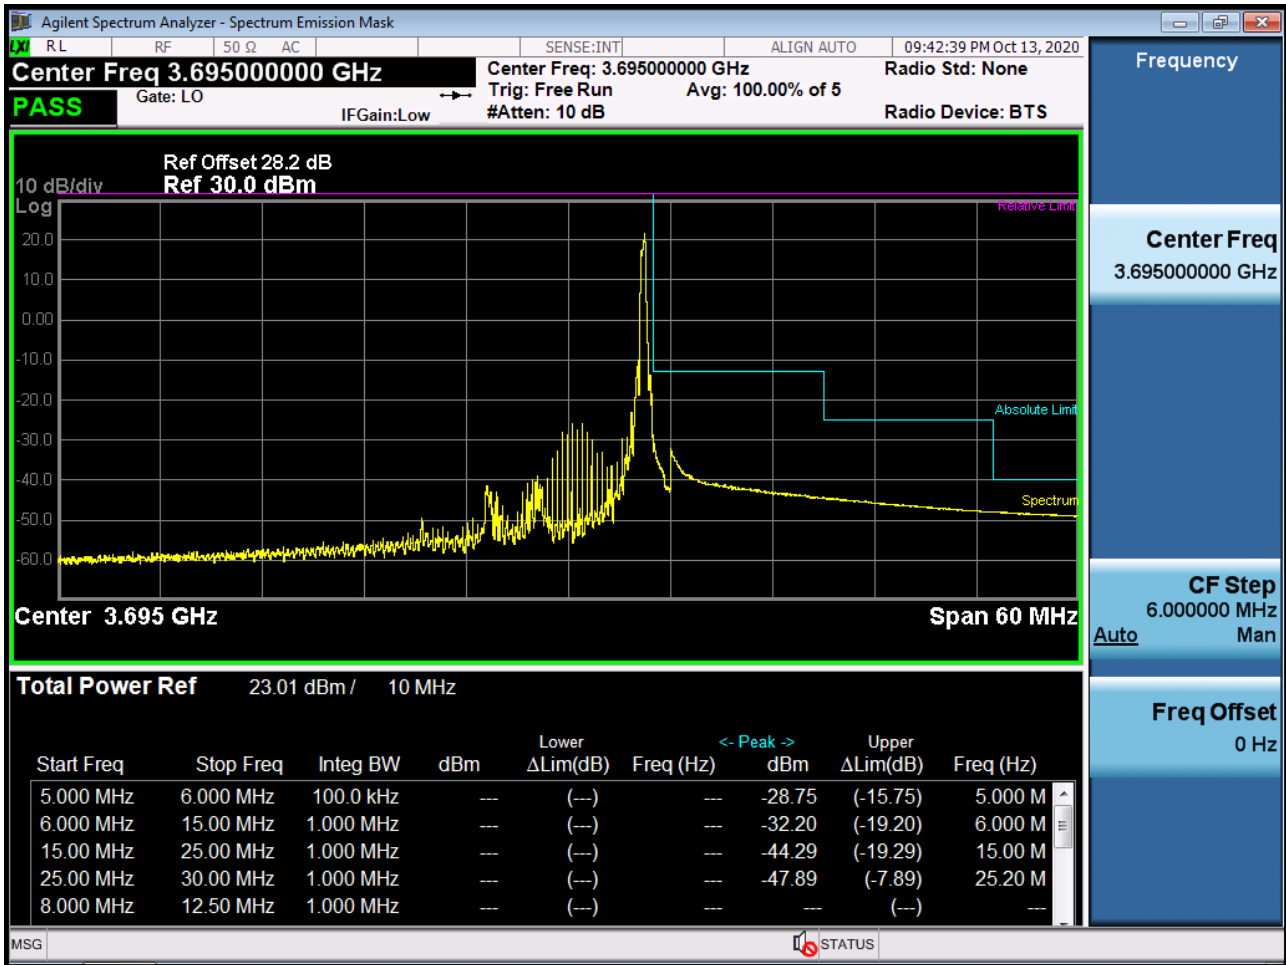 Agilent Spectrum Analyzer - Spectrum Emission Mask
LXI RL RF 50 Ω AC SENSE:INT ALIGN AUTO 09:42:39 PM Oct 13, 2020
Center Freq 3.695000000 GHz
Center Freq: 3.695000000 GHz
Radio Std: None
PASS
Gate: LO
Trig: Free Run
Avg: 100.00% of 5
IFGain:Low
#Atten: 10 dB
Radio Device: BTS
Ref Offset 28.2 dB
10 dB/div
Ref 30.0 dBm
Log
Relative Limit
20.0
10.0
0.00
-10.0
-20.0
Absolute Limit
-30.0
-40.0
Spectrum
-50.0
-60.0
Center 3.695 GHz
Span 60 MHz
Total Power Ref 23.01 dBm / 10 MHz
Lower <- Peak -> Upper
Start Freq Stop Freq Integ BW dBm ΔLim(dB) Freq (Hz) dBm ΔLim(dB) Freq (Hz)
5.000 MHz 6.000 MHz 100.0 kHz --- (---) --- -28.75 (-15.75) 5.000 M
6.000 MHz 15.00 MHz 1.000 MHz --- (---) --- -32.20 (-19.20) 6.000 M
15.00 MHz 25.00 MHz 1.000 MHz --- (---) --- -44.29 (-19.29) 15.00 M
25.00 MHz 30.00 MHz 1.000 MHz --- (---) --- -47.89 (-7.89) 25.20 M
8.000 MHz 12.50 MHz 1.000 MHz --- (---) --- --- (---) ---
MSG
STATUS
Frequency
Center Freq
3.695000000 GHz
CF Step
6.000000 MHz
Auto Man
Freq Offset
0 Hz